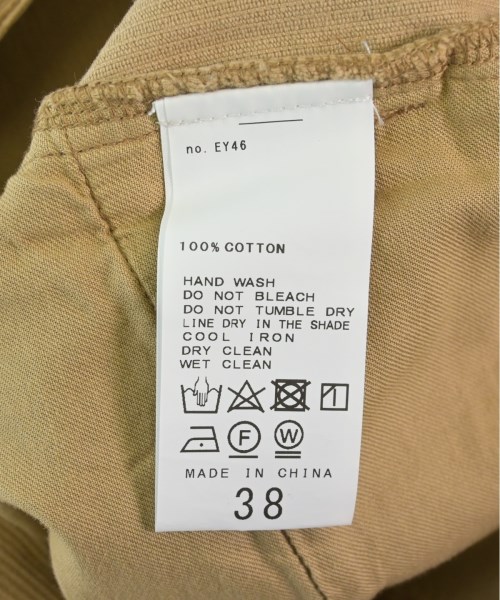 no. EY46
100% COTTON
HAND WASH
DO NOT BLEACH
DO NOT TUMBLE DRY
LINE DRY IN THE SHADE
COOL IRON
DRY CLEAN
WET CLEAN
F W
MADE IN CHINA
38